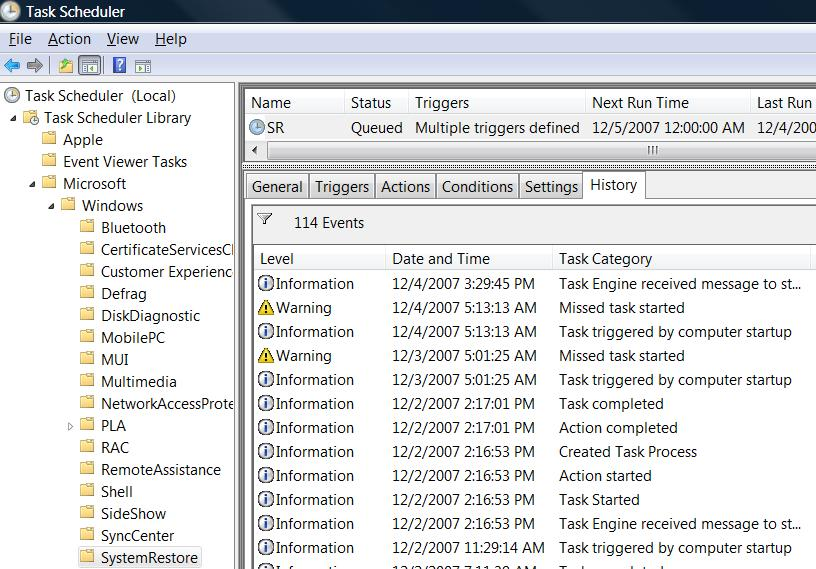 Task Scheduler
File Action View Help
Task Scheduler (Local)
Task Scheduler Library
Apple
Event Viewer Tasks
Microsoft
Windows
Bluetooth
CertificateServicesCl
Customer Experienc
Defrag
DiskDiagnostic
MobilePC
MUI
Multimedia
NetworkAccessProte
PLA
RAC
RemoteAssistance
Shell
SideShow
SyncCenter
SystemRestore
Name Status Triggers Next Run Time Last Run
SR Queued Multiple triggers defined 12/5/2007 12:00:00 AM 12/4/200
General Triggers Actions Conditions Settings History
114 Events
Level Date and Time Task Category
Information 12/4/2007 3:29:45 PM Task Engine received message to st...
Warning 12/4/2007 5:13:13 AM Missed task started
Information 12/4/2007 5:13:13 AM Task triggered by computer startup
Warning 12/3/2007 5:01:25 AM Missed task started
Information 12/3/2007 5:01:25 AM Task triggered by computer startup
Information 12/2/2007 2:17:01 PM Task completed
Information 12/2/2007 2:17:01 PM Action completed
Information 12/2/2007 2:16:53 PM Created Task Process
Information 12/2/2007 2:16:53 PM Action started
Information 12/2/2007 2:16:53 PM Task Started
Information 12/2/2007 2:16:53 PM Task Engine received message to st...
Information 12/2/2007 11:29:14 AM Task triggered by computer startup